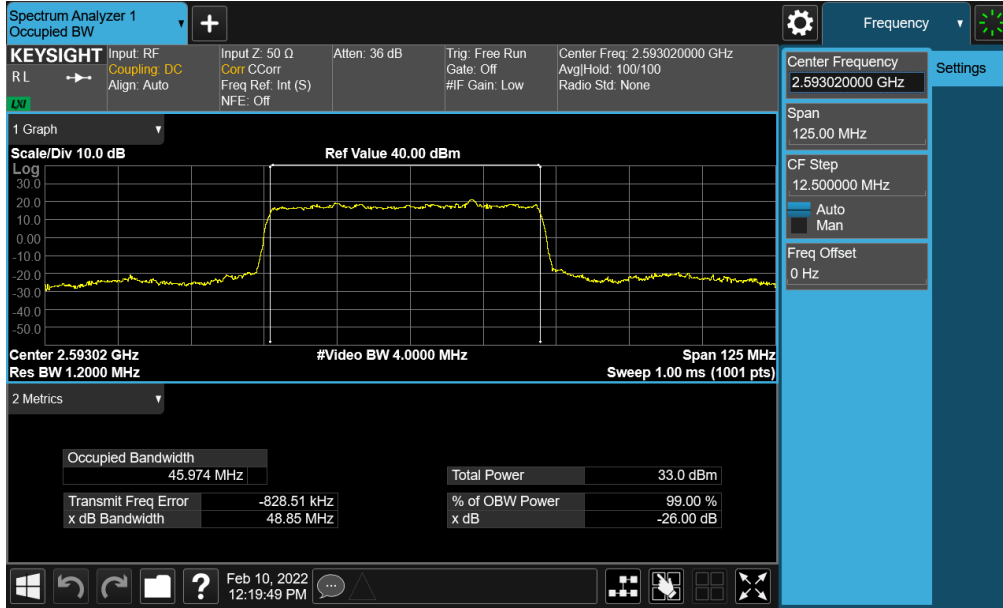 Spectrum Analyzer 1
Occupied BW
Frequency
KEYSIGHT
R L
LXI
Input: RF
Coupling: DC
Align: Auto
Input Z: 50 Ω
Corr CCorr
Freq Ref: Int (S)
NFE: Off
Atten: 36 dB
Trig: Free Run
Gate: Off
#IF Gain: Low
Center Freq: 2.593020000 GHz
Avg|Hold: 100/100
Radio Std: None
Center Frequency
2.593020000 GHz
Settings
Span
125.00 MHz
CF Step
12.500000 MHz
Auto
Man
Freq Offset
0 Hz
1 Graph
Scale/Div 10.0 dB
Ref Value 40.00 dBm
Log
30.0
20.0
10.0
0.00
-10.0
-20.0
-30.0
-40.0
-50.0
Center 2.59302 GHz
#Video BW 4.0000 MHz
Span 125 MHz
Res BW 1.2000 MHz
Sweep 1.00 ms (1001 pts)
2 Metrics
Occupied Bandwidth
45.974 MHz
Total Power 33.0 dBm
Transmit Freq Error -828.51 kHz
% of OBW Power 99.00 %
x dB Bandwidth 48.85 MHz
x dB -26.00 dB
?
Feb 10, 2022
12:19:49 PM